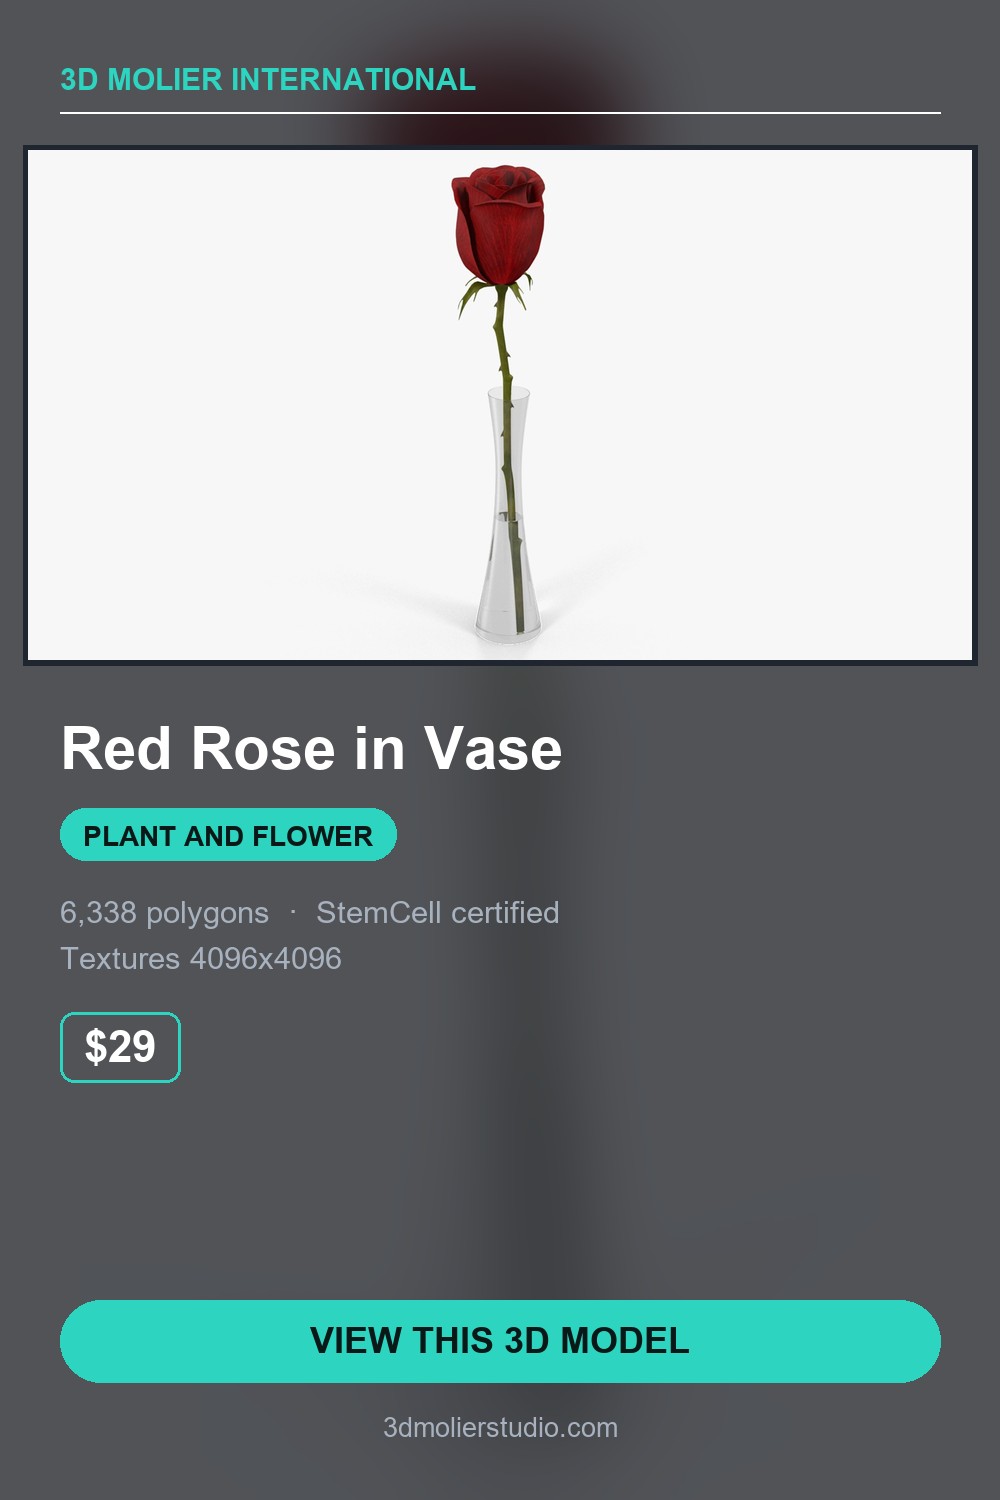 3D MOLIER INTERNATIONAL
Red Rose in Vase
PLANT AND FLOWER
6,338 polygons · StemCell certified
Textures 4096x4096
$29
VIEW THIS 3D MODEL
3dmolierstudio.com